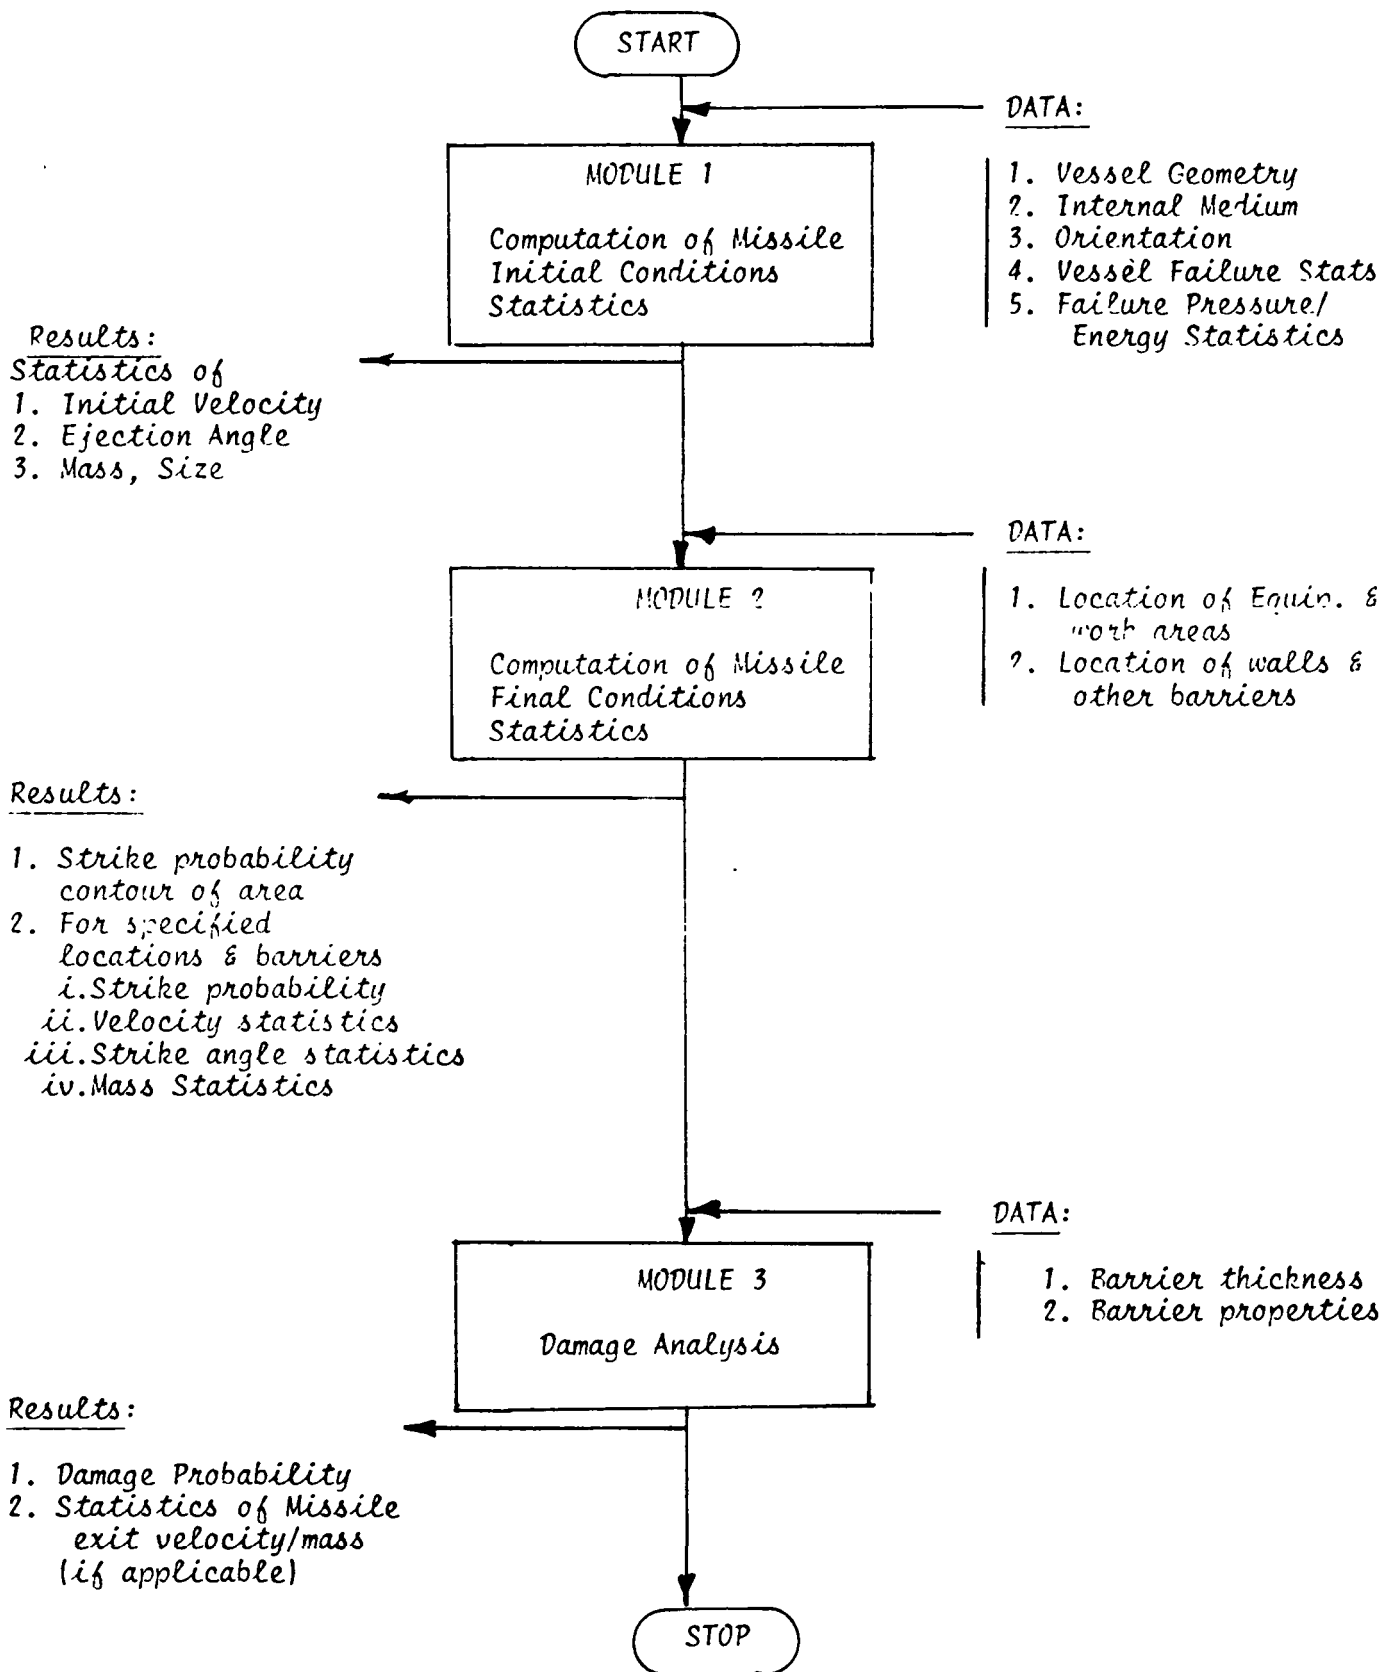 START
DATA:
MODULE 1
Computation of Missile
Initial Conditions
Statistics
1. Vessel Geometry
2. Internal Medium
3. Orientation
4. Vessel Failure Stats
5. Failure Pressure/
Energy Statistics
Results:
Statistics of
1. Initial Velocity
2. Ejection Angle
3. Mass, Size
DATA:
MODULE 2
Computation of Missile
Final Conditions
Statistics
1. Location of Equip. &
work areas
2. Location of walls &
other barriers
Results:
1. Strike probability
contour of area
2. For specified
locations & barriers
i. Strike probability
ii. Velocity statistics
iii. Strike angle statistics
iv. Mass Statistics
DATA:
MODULE 3
Damage Analysis
1. Barrier thickness
2. Barrier properties
Results:
1. Damage Probability
2. Statistics of Missile
exit velocity/mass
(if applicable)
STOP